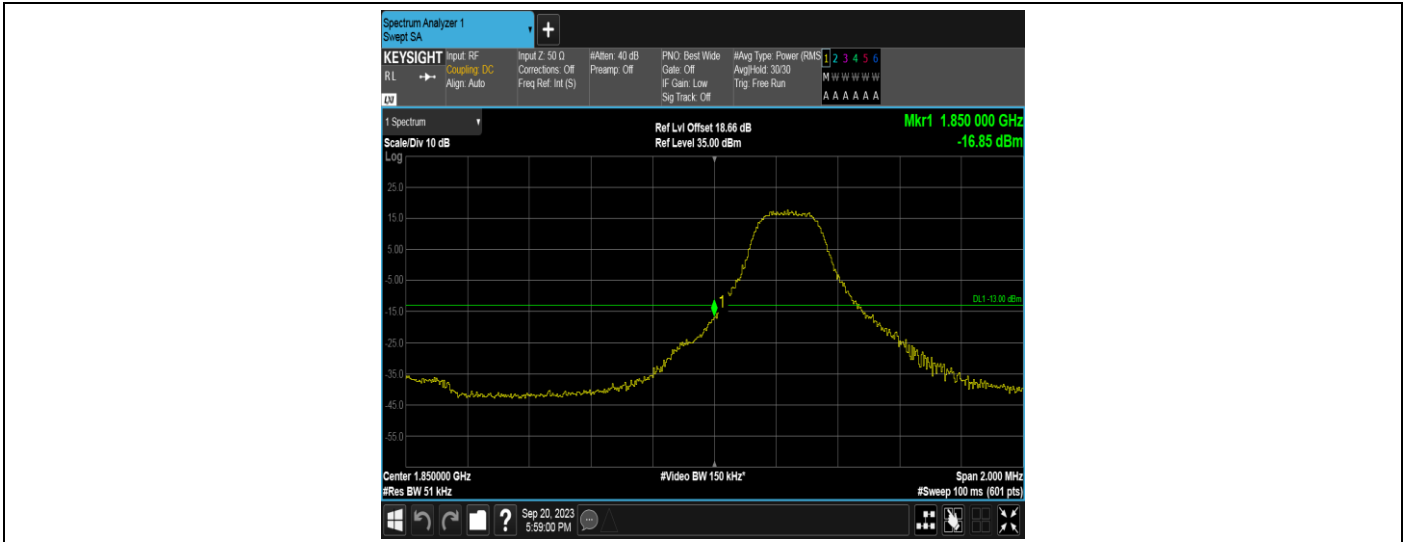 Spectrum Analyzer 1
Swept SA
+
KEYSIGHT
RL
LXI
Input: RF
Coupling: DC
Align: Auto
Input Z: 50 Ω
Corrections: Off
Freq Ref: Int (S)
#Atten: 40 dB
Preamp: Off
PNO: Best Wide
Gate: Off
IF Gain: Low
Sig Track: Off
#Avg Type: Power (RMS
Avg|Hold: 30/30
Trig: Free Run
1 2 3 4 5 6
M W W W W W
A A A A A A
1 Spectrum
Scale/Div 10 dB
Ref Lvl Offset 18.66 dB
Ref Level 35.00 dBm
Mkr1 1.850 000 GHz
-16.85 dBm
Log
25.0
15.0
5.00
-5.00
DL1 -13.00 dBm
1
-15.0
-25.0
-35.0
-45.0
-55.0
Center 1.850000 GHz
#Res BW 51 kHz
#Video BW 150 kHz*
Span 2.000 MHz
#Sweep 100 ms (601 pts)
?
Sep 20, 2023
5:59:00 PM